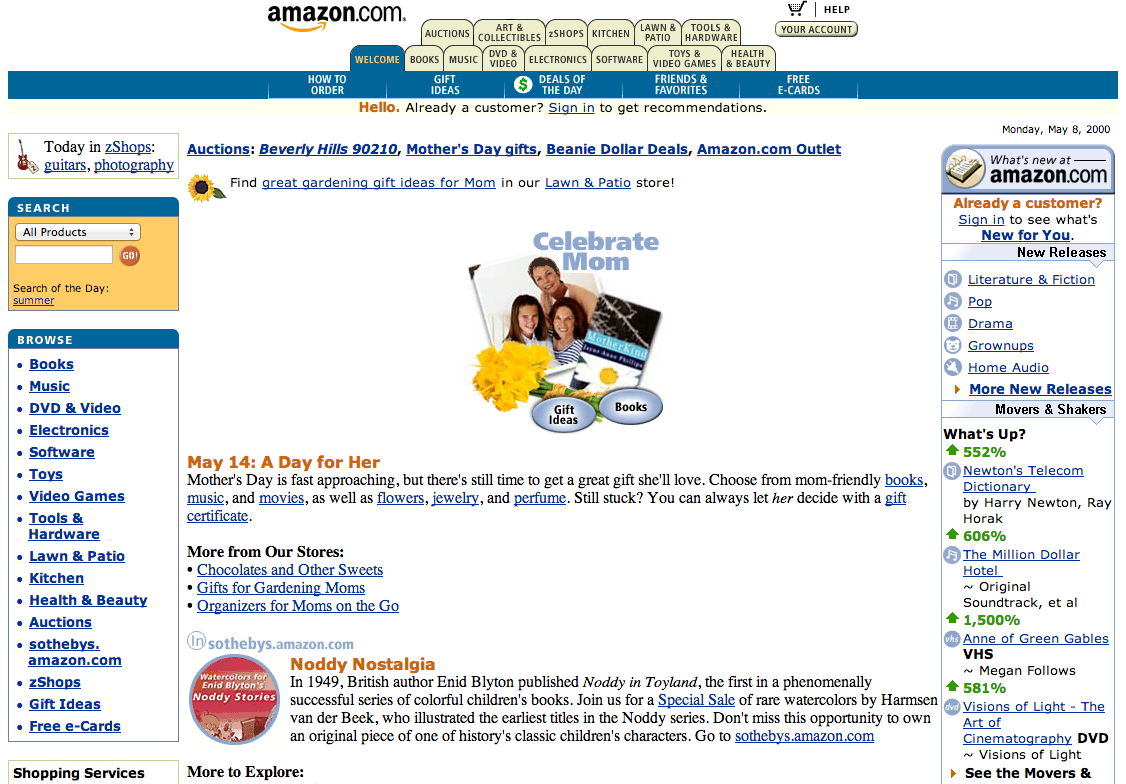 amazon.com.
HELP
YOUR ACCOUNT
AUCTIONS
ART &
COLLECTIBLES
zSHOPS
KITCHEN
LAWN &
PATIO
TOOLS &
HARDWARE
WELCOME
BOOKS
MUSIC
DVD &
VIDEO
ELECTRONICS
SOFTWARE
TOYS &
VIDEO GAMES
HEALTH
& BEAUTY
HOW TO
ORDER
GIFT
IDEAS
$
DEALS OF
THE DAY
FRIENDS &
FAVORITES
FREE
E-CARDS
Hello. Already a customer? Sign in to get recommendations.
Monday, May 8, 2000
Today in zShops:
guitars, photography
SEARCH
All Products
GO!
Search of the Day:
summer
BROWSE
• Books
• Music
• DVD & Video
• Electronics
• Software
• Toys
• Video Games
• Tools &
Hardware
• Lawn & Patio
• Kitchen
• Health & Beauty
• Auctions
• sothebys.
amazon.com
• zShops
• Gift Ideas
• Free e-Cards
Shopping Services
Auctions: Beverly Hills 90210, Mother's Day gifts, Beanie Dollar Deals, Amazon.com Outlet
Find great gardening gift ideas for Mom in our Lawn & Patio store!
Celebrate
Mom
MotherKind
Jayne Anne Phillips
Gift
Ideas
Books
May 14: A Day for Her
Mother's Day is fast approaching, but there's still time to get a great gift she'll love. Choose from mom-friendly books,
music, and movies, as well as flowers, jewelry, and perfume. Still stuck? You can always let her decide with a gift
certificate.
More from Our Stores:
• Chocolates and Other Sweets
• Gifts for Gardening Moms
• Organizers for Moms on the Go
In sothebys.amazon.com
Watercolors for
Enid Blyton's
Noddy Stories
Noddy Nostalgia
In 1949, British author Enid Blyton published Noddy in Toyland, the first in a phenomenally
successful series of colorful children's books. Join us for a Special Sale of rare watercolors by Harmsen
van der Beek, who illustrated the earliest titles in the Noddy series. Don't miss this opportunity to own
an original piece of one of history's classic children's characters. Go to sothebys.amazon.com
More to Explore:
What's new at
amazon.com
Already a customer?
Sign in to see what's
New for You.
New Releases
Literature & Fiction
Pop
Drama
Grownups
Home Audio
More New Releases
Movers & Shakers
What's Up?
552%
Newton's Telecom
Dictionary
by Harry Newton, Ray
Horak
606%
The Million Dollar
Hotel
~ Original
Soundtrack, et al
1,500%
vhs Anne of Green Gables
VHS
~ Megan Follows
581%
dvd Visions of Light - The
Art of
Cinematography DVD
~ Visions of Light
See the Movers &